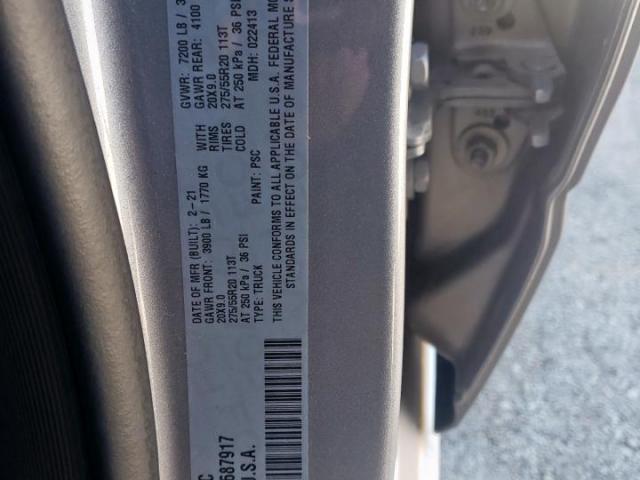 DATE OF MFR (BUILT): 2-21 GVWR: 7200 LB / 3
GAWR FRONT: 3900 LB / 1770 KG WITH GAWR REAR: 4100
20X9.0 RIMS 20X9.0
275/55R20 113T TIRES 275/55R20 113T
AT 250 kPa / 36 PSI COLD AT 250 kPa / 36 PSI
TYPE: TRUCK PAINT: PSC MDH: 022413
THIS VEHICLE CONFORMS TO ALL APPLICABLE U.S.A. FEDERAL MO
STANDARDS IN EFFECT ON THE DATE OF MANUFACTURE S
C
687917
U.S.A.